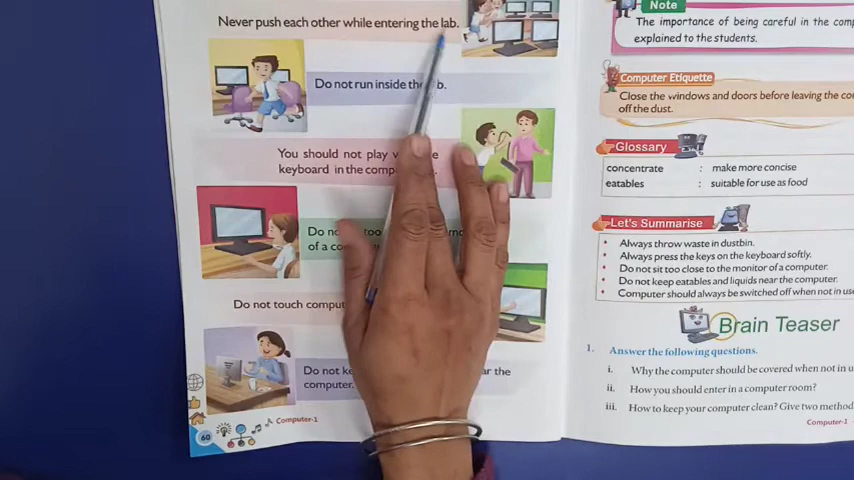 Never push each other while entering the lab.
Do not run inside the
You should not play
keyboard in the
Do too
of a
Do not touch
Do not
computer.
the
60
Computer-1
Note
The importance of being careful in the
explained to the students.
Computer Etiquette
Close the windows and doors before leaving the
off the dust.
Glossary
concentrate : make more concise
eatables : suitable for use as food
Let's Summarise
Always throw waste in dustbin.
Always press the keys on the keyboard softly.
Do not sit too close to the monitor of a computer.
Do not keep eatables and liquids near the computer.
Computer should always be switched off when not in
Brain Teaser
1. Answer the following questions.
i. Why the computer should be covered when not in
ii. How you should enter in a computer room?
iii. How to keep your computer clean? Give two
Computer-1